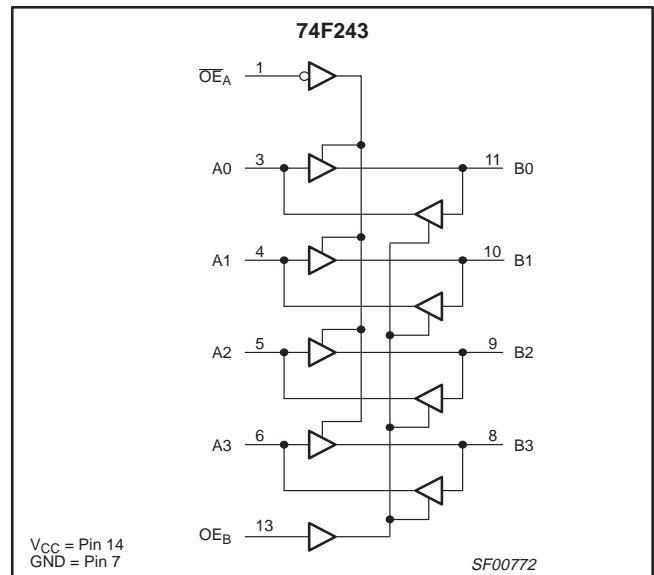 74F243
OEA 1
A0 3 11 B0
A1 4 10 B1
A2 5 9 B2
A3 6 8 B3
OEB 13
VCC = Pin 14
GND = Pin 7
SF00772